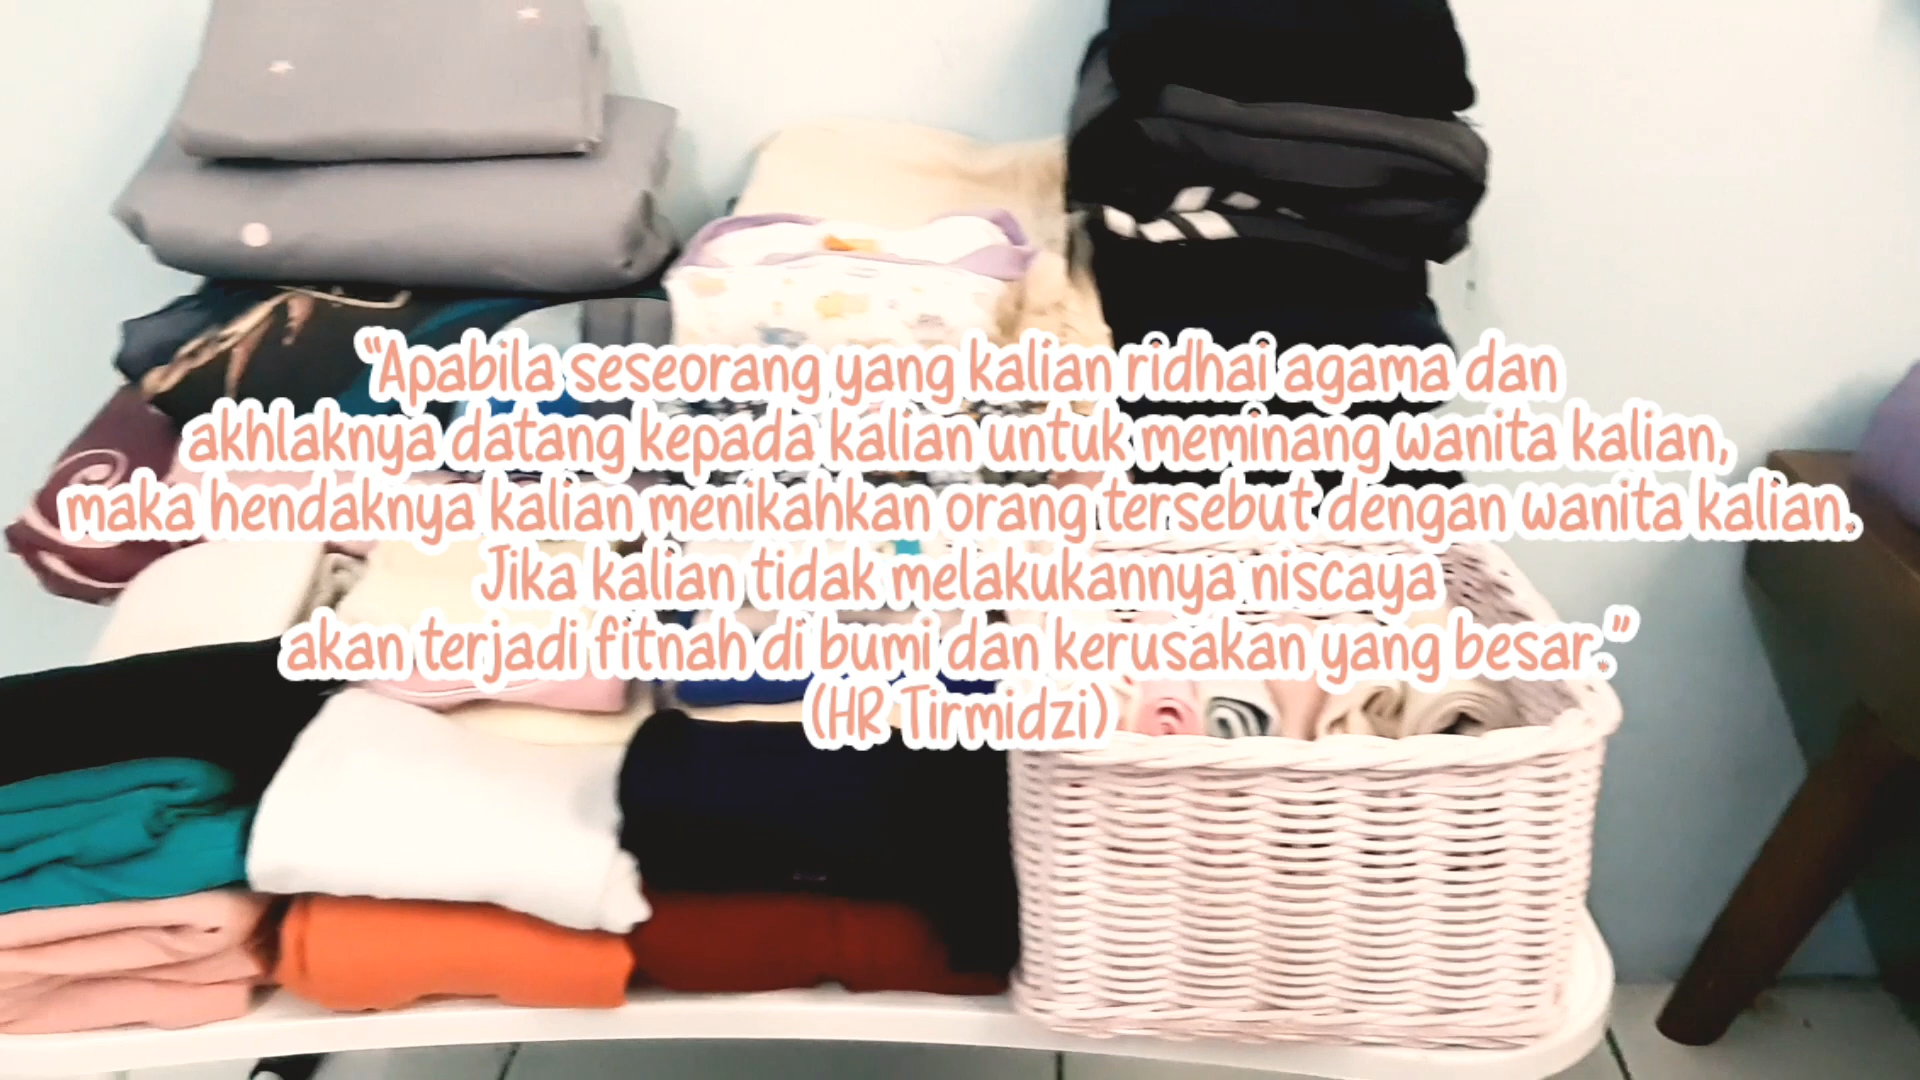 "Apabila seseorang yang kalian ridhai agama dan
akhlaknya datang kepada kalian untuk meminang wanita kalian,
maka hendaknya kalian menikahkan orang tersebut dengan wanita kalian.
Jika kalian tidak melakukannya niscaya
akan terjadi fitnah di bumi dan kerusakan yang besar."
(HR Tirmidzi)